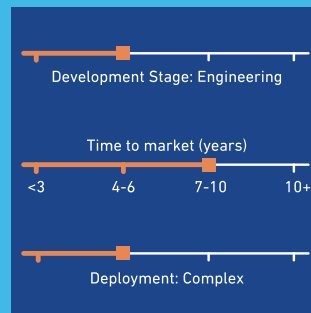 Development Stage: Engineering
Time to market (years)
<3 4-6 7-10 10+
Deployment: Complex